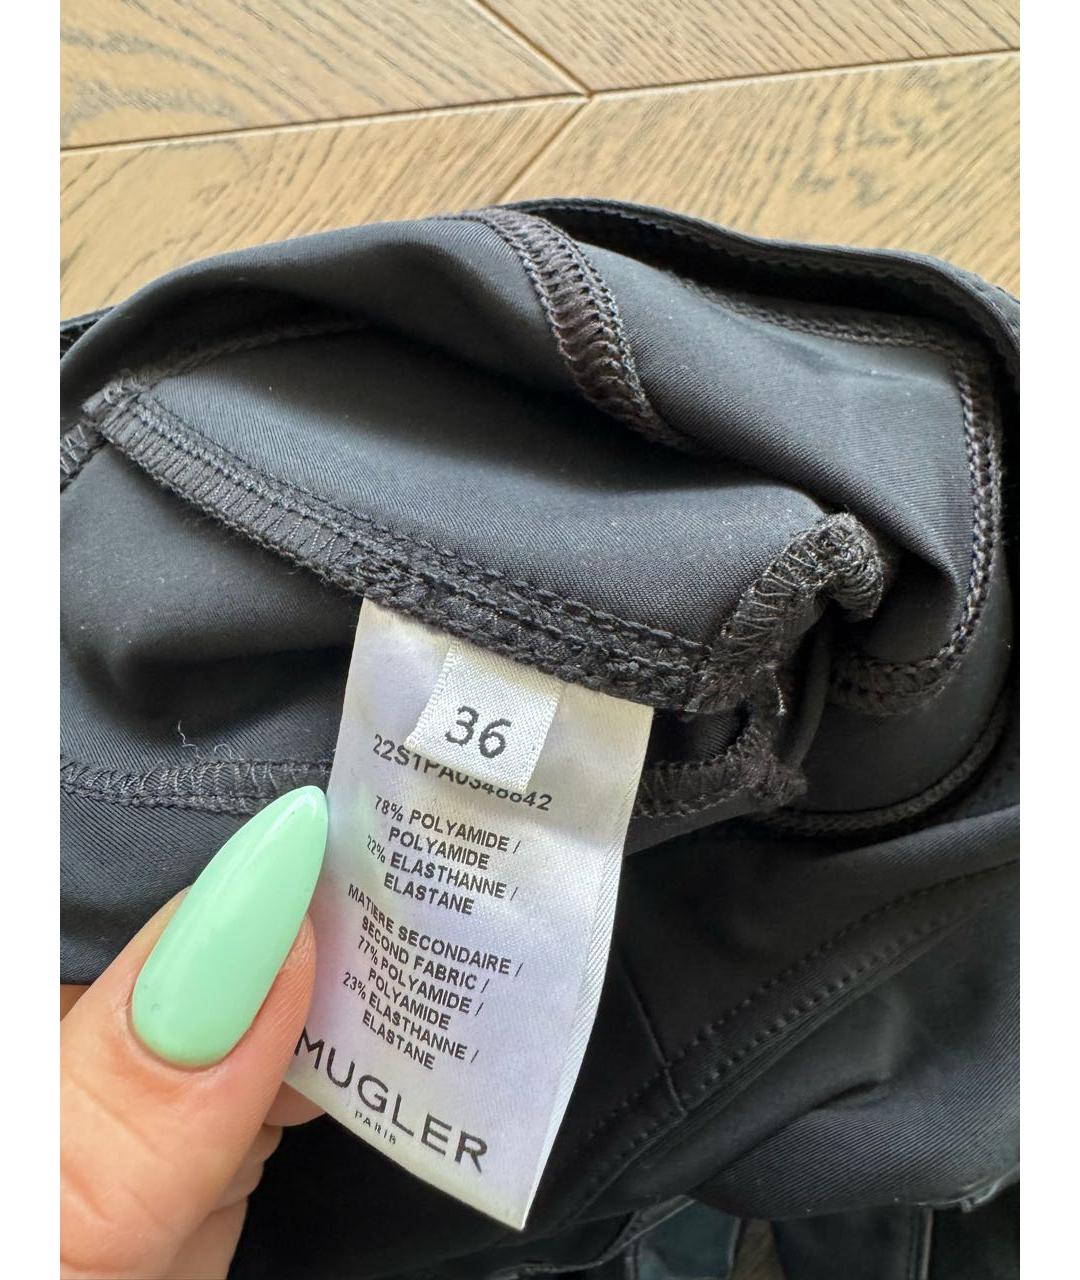 36
22S1PA0348842
78% POLYAMIDE /
POLYAMIDE
22% ELASTHANNE /
ELASTANE
MATIERE SECONDAIRE /
SECOND FABRIC /
77% POLYAMIDE /
POLYAMIDE
23% ELASTHANNE /
ELASTANE
MUGLER
PARIS